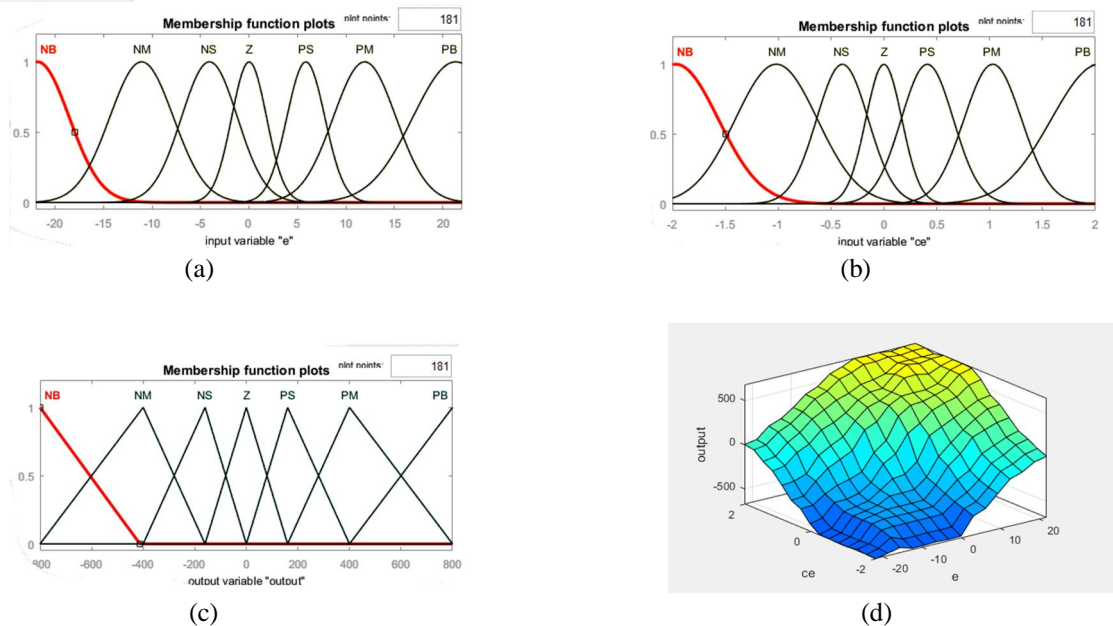 Membership function plots plot points: 181
NB NM NS Z PS PM PB
1
0.5
0
-20 -15 -10 -5 0 5 10 15 20
input variable "e"
(a)
Membership function plots plot points: 181
NB NM NS Z PS PM PB
1
0.5
0
-2 -1.5 -1 -0.5 0 0.5 1 1.5 2
input variable "ce"
(b)
Membership function plots plot points: 181
NB NM NS Z PS PM PB
1
0.5
0
-600 -400 -200 0 200 400 600 800
output variable "output"
(c)
500
0
-500
output
2
0
-2
ce
-20
-10
0
10
20
e
(d)